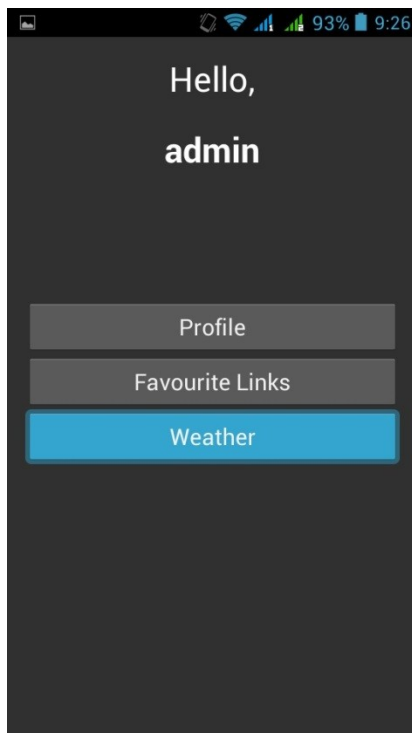 93% 9:26
Hello,
admin
Profile
Favourite Links
Weather